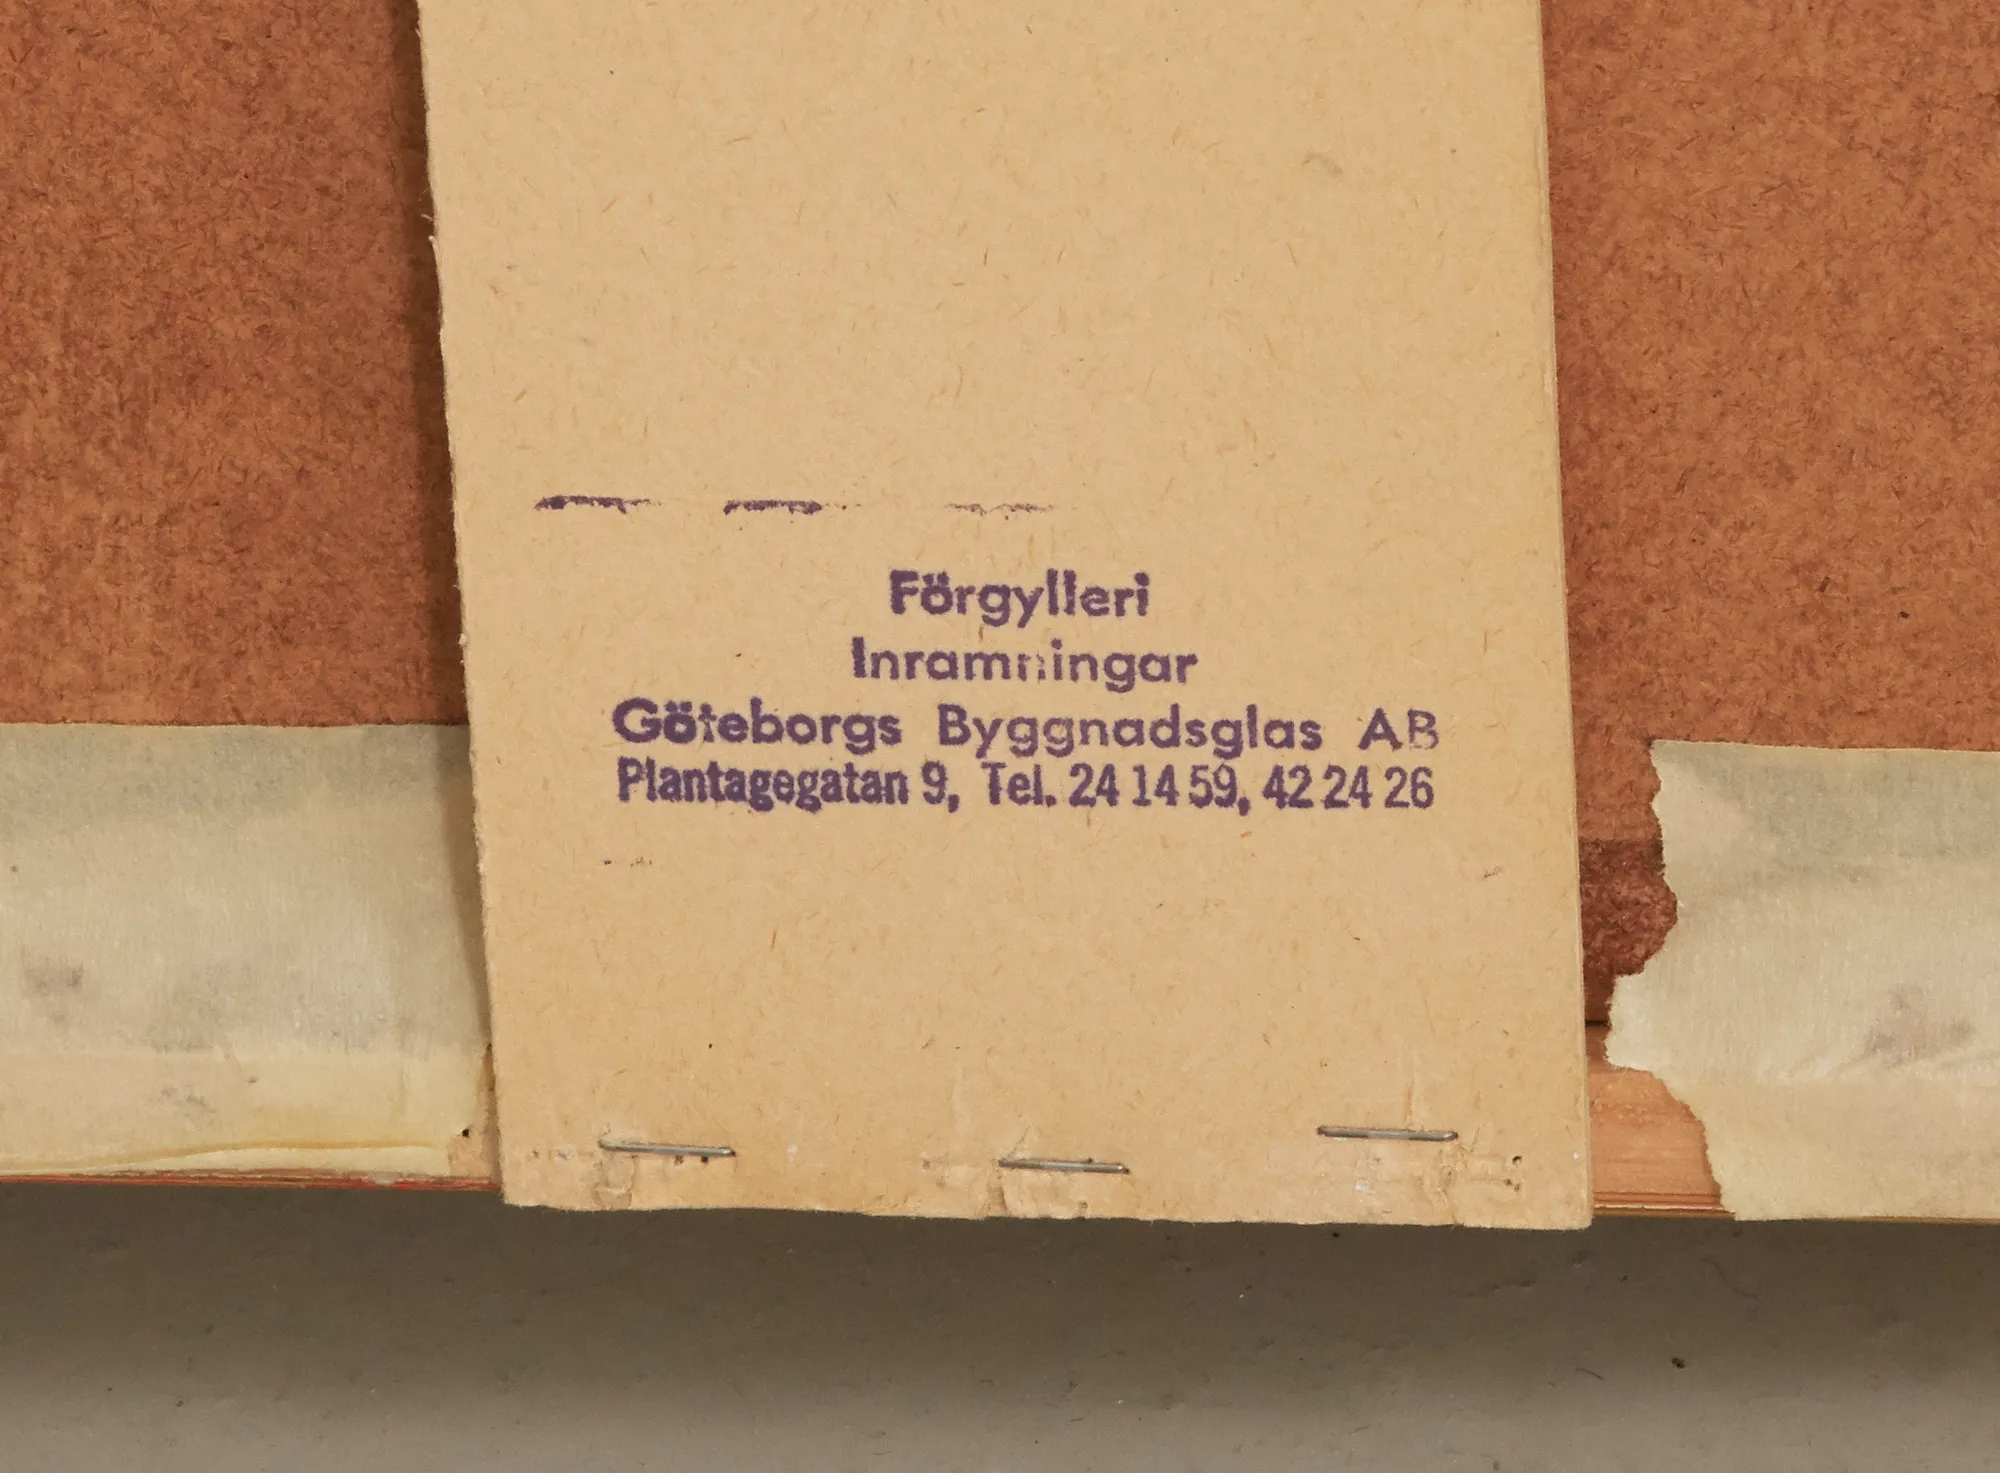 Förgylleri
Inramningar
Göteborgs Byggnadsglas AB
Plantagegatan 9, Tel. 24 14 59, 42 24 26